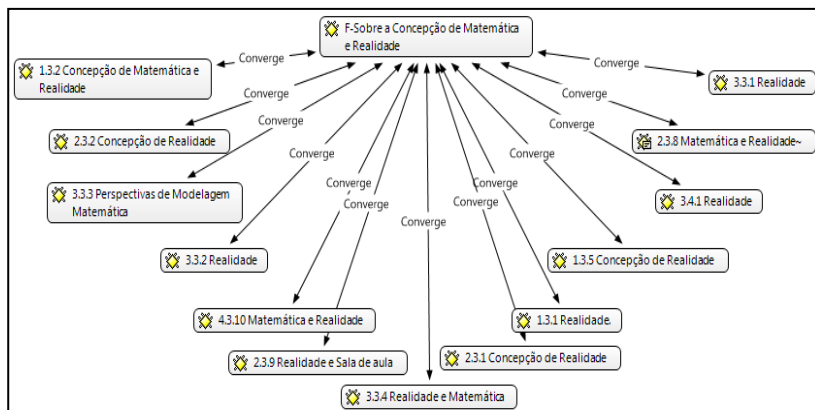 F-Sobre a Concepção de Matemática
e Realidade
Converge
Converge
1.3.2 Concepção de Matemática e
Realidade
Converge
3.3.1 Realidade
Converge
Converge
Converge
Converge
2.3.2 Concepção de Realidade
2.3.8 Matemática e Realidade~
Converge
Converge
3.3.3 Perspectivas de Modelagem
Matemática
3.4.1 Realidade
Converge
Converge
Converge
Converge
3.3.2 Realidade
1.3.5 Concepção de Realidade
4.3.10 Matemática e Realidade
1.3.1 Realidade.
2.3.9 Realidade e Sala de aula
2.3.1 Concepção de Realidade
3.3.4 Realidade e Matemática